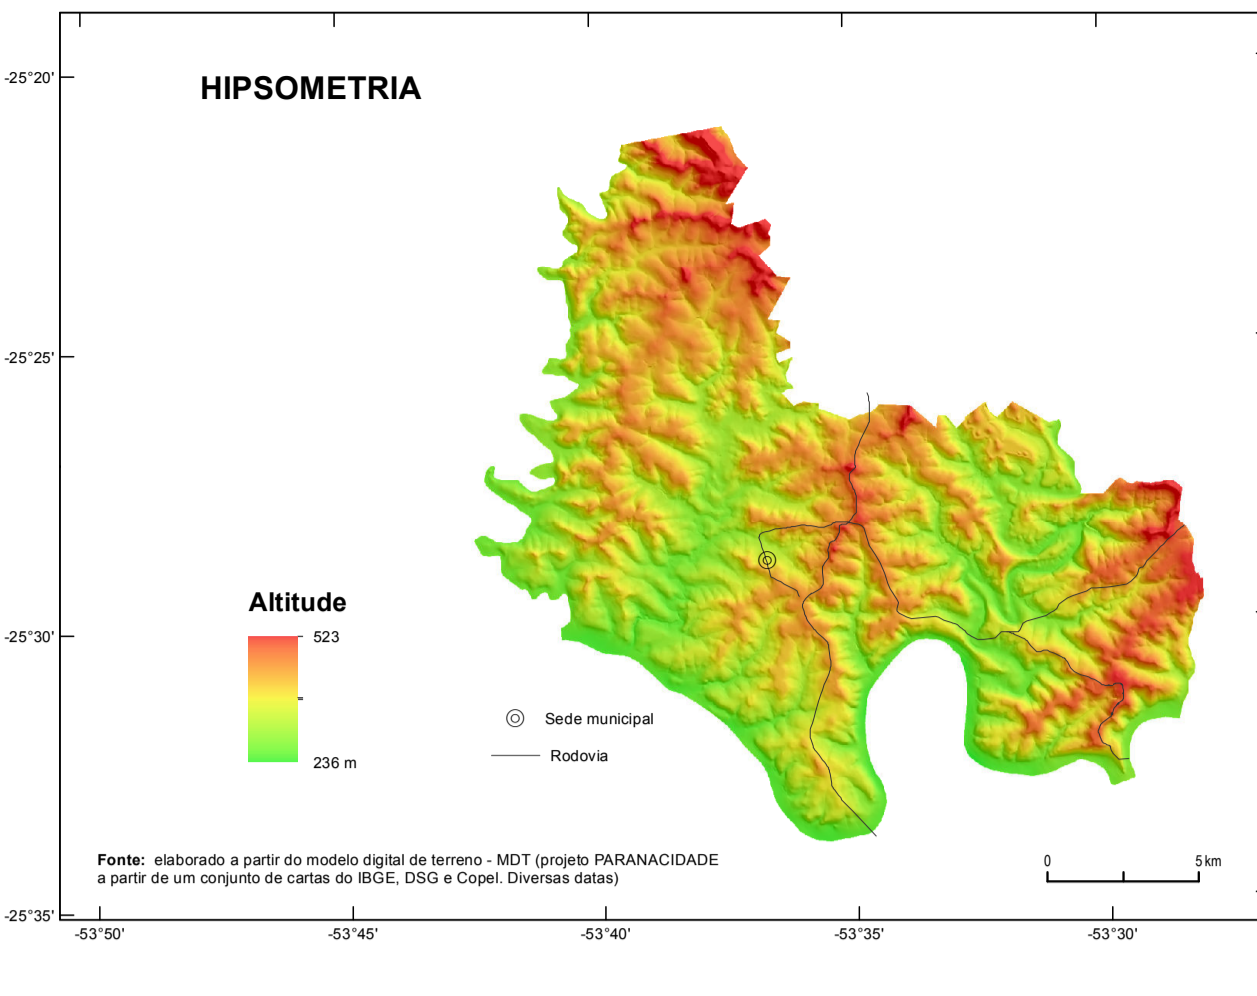 HIPSOMETRIA
-25°20'
-25°25'
-25°30'
-25°35'
Altitude
523
236 m
Sede municipal
Rodovia
Fonte: elaborado a partir do modelo digital de terreno - MDT (projeto PARANACIDADE
a partir de um conjunto de cartas do IBGE, DSG e Copel. Diversas datas)
0 5 km
-53°50' -53°45' -53°40' -53°35' -53°30'